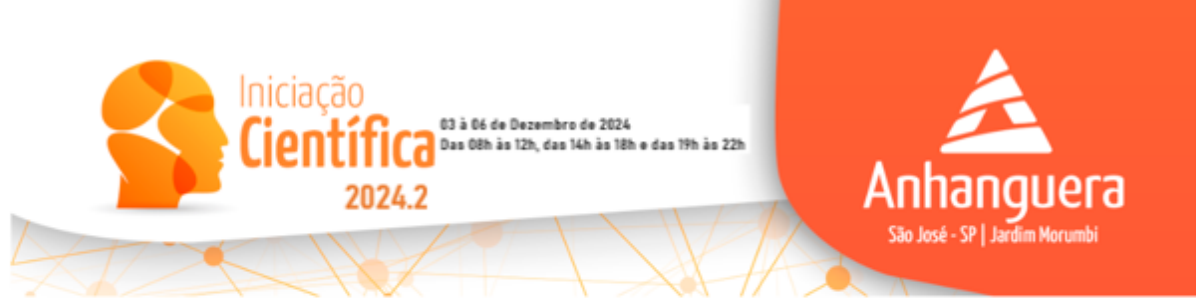 Iniciação
Científica
2024.2
03 à 06 de Dezembro de 2024
Das 08h às 12h, das 14h às 18h e das 19h às 22h
Anhanguera
São José - SP | Jardim Morumbi